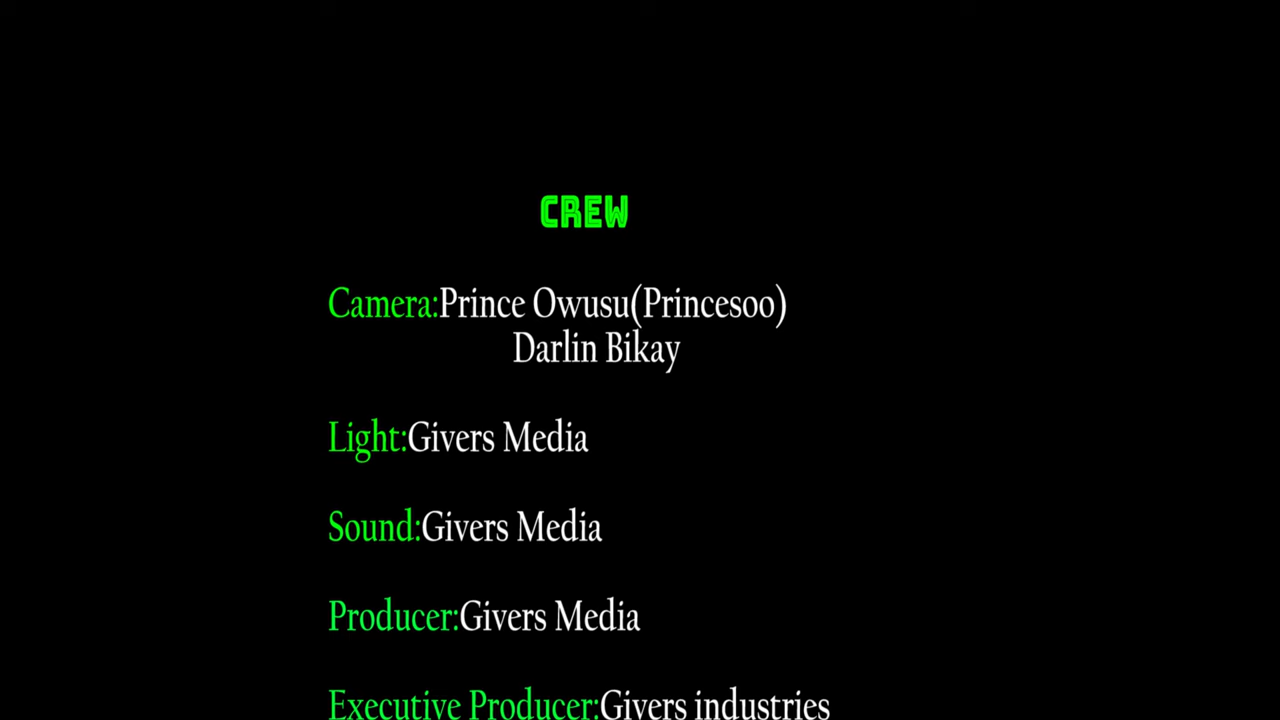 CREW
Camera:Prince Owusu(Princesoo)
Darlin Bikay
Light:Givers Media
Sound:Givers Media
Producer:Givers Media
Executive Producer:Givers industries